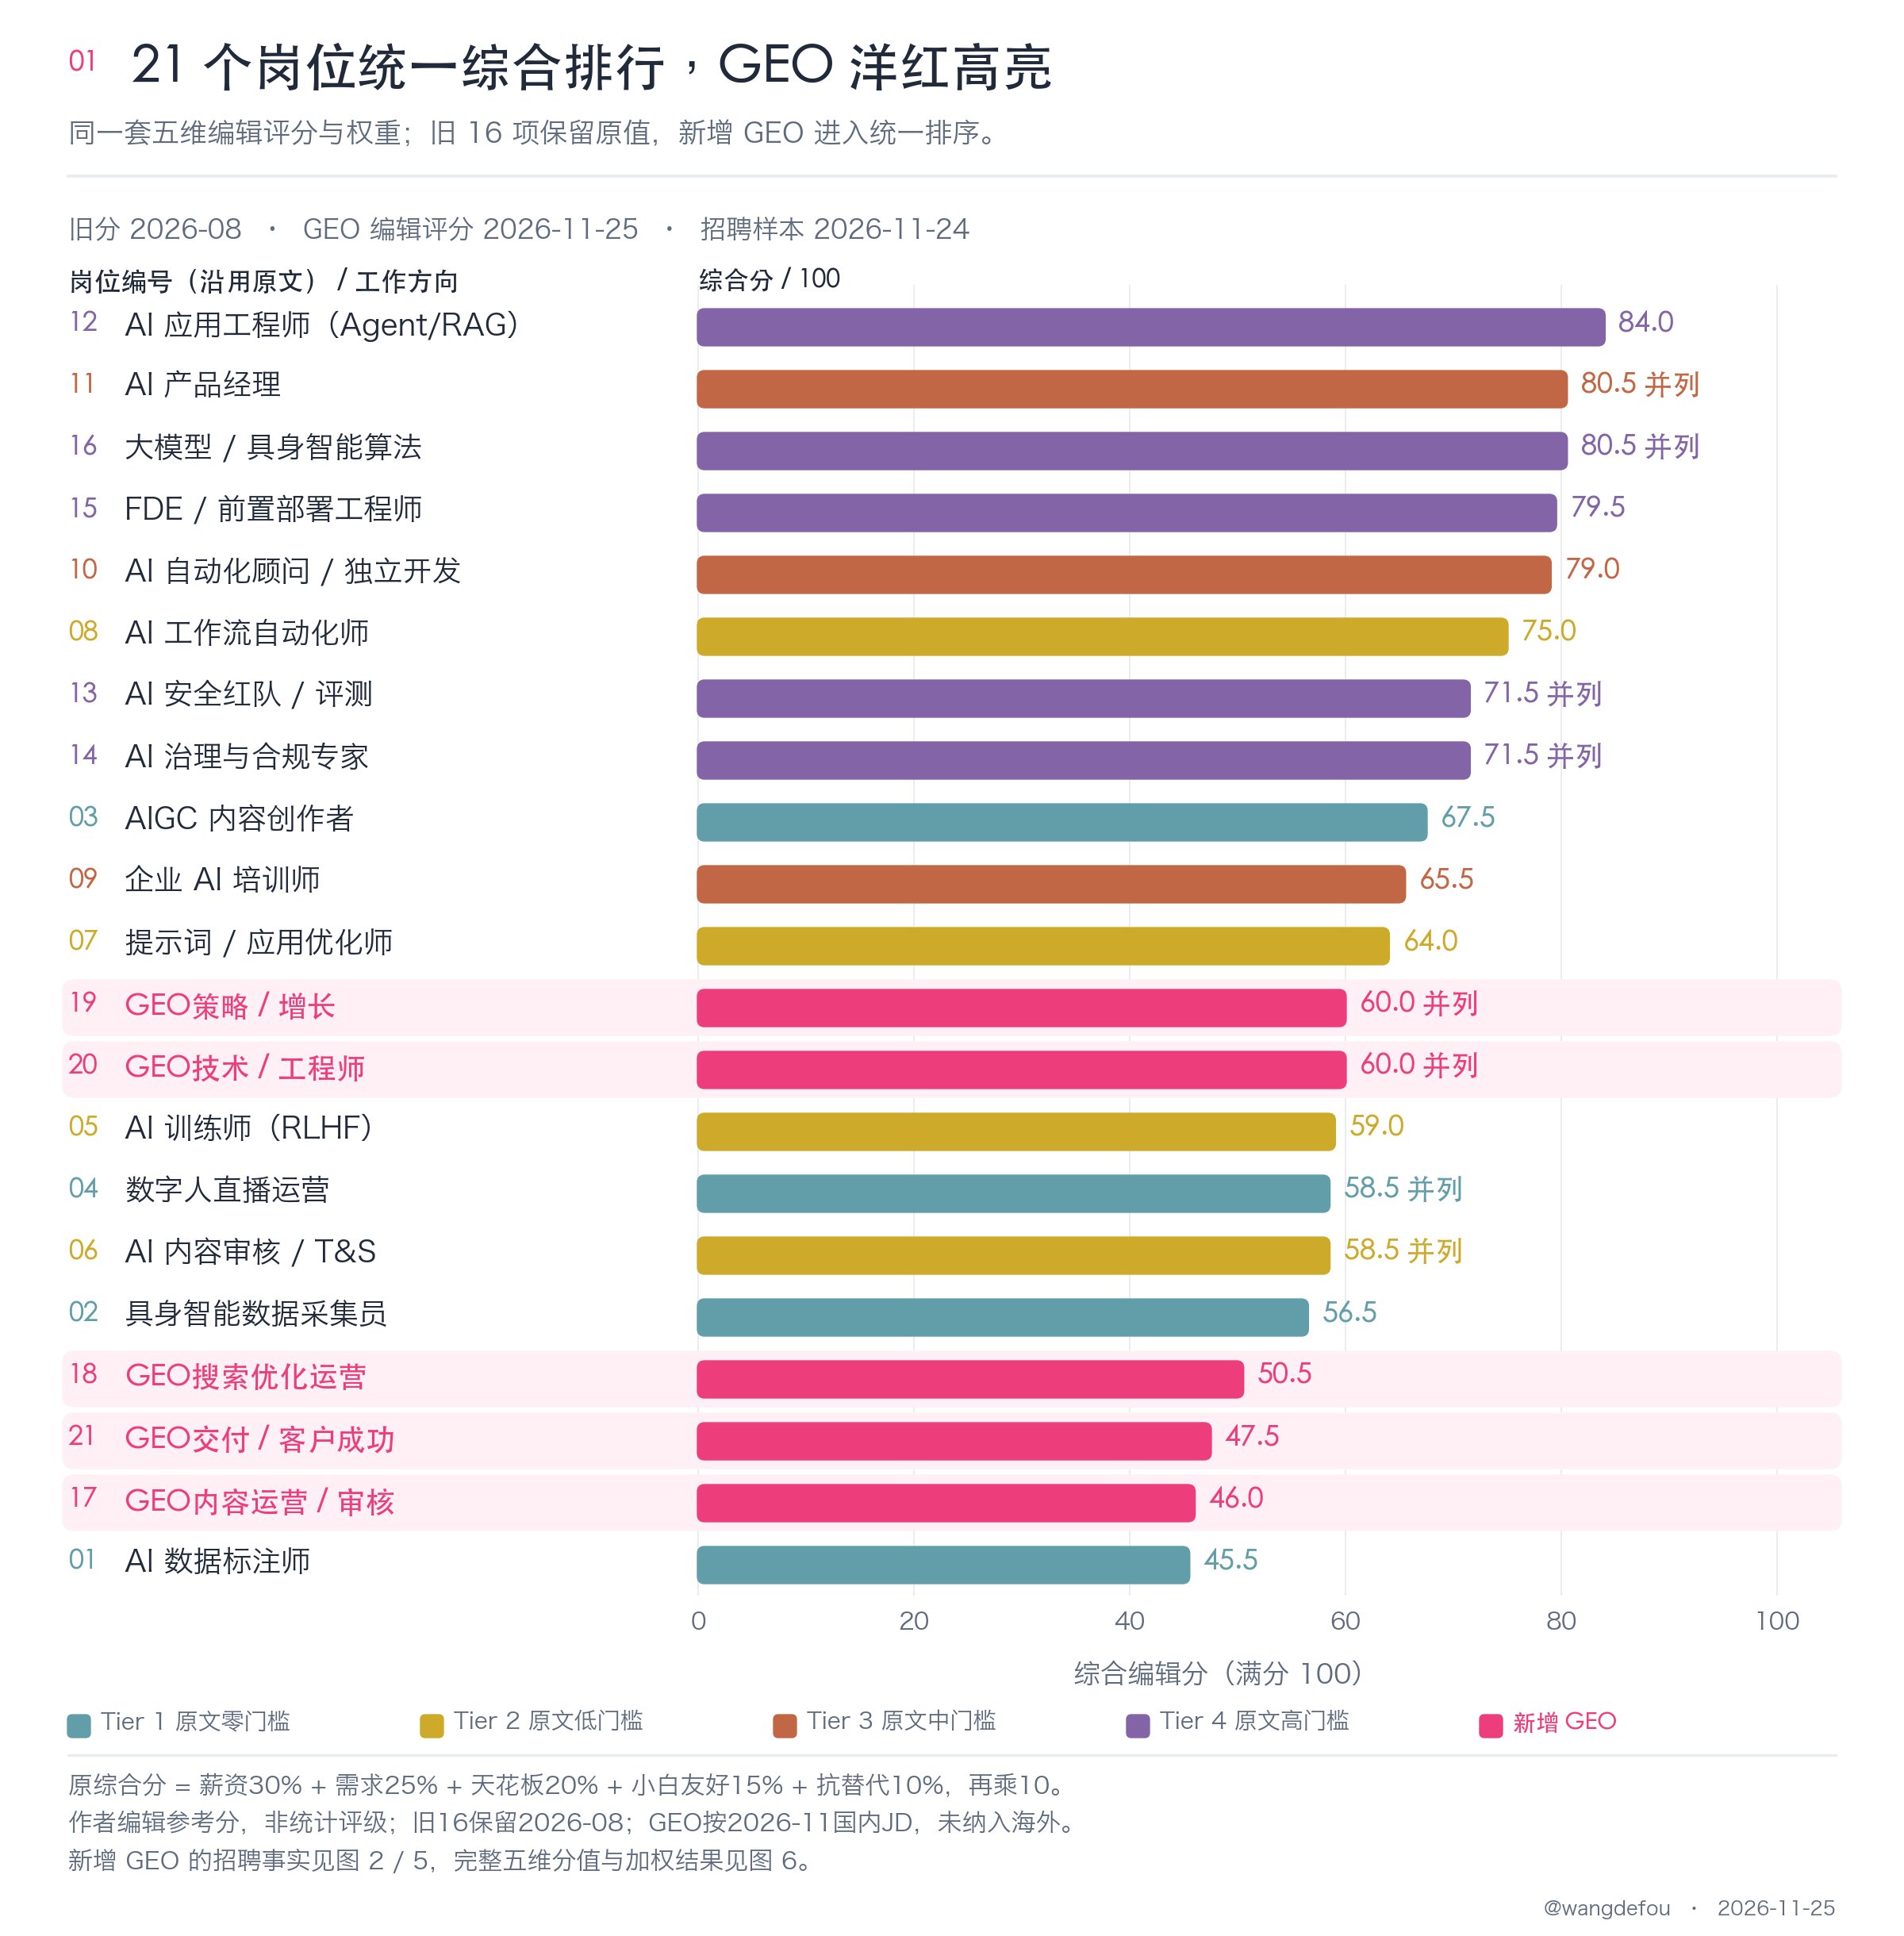 01 21 个岗位统一综合排行，GEO 洋红高亮
同一套五维编辑评分与权重；旧 16 项保留原值，新增 GEO 进入统一排序。
旧分 2026-08 · GEO 编辑评分 2026-11-25 · 招聘样本 2026-11-24
岗位编号（沿用原文） / 工作方向 综合分 / 100
12 AI 应用工程师（Agent/RAG） 84.0
11 AI 产品经理 80.5 并列
16 大模型 / 具身智能算法 80.5 并列
15 FDE / 前置部署工程师 79.5
10 AI 自动化顾问 / 独立开发 79.0
08 AI 工作流自动化师 75.0
13 AI 安全红队 / 评测 71.5 并列
14 AI 治理与合规专家 71.5 并列
03 AIGC 内容创作者 67.5
09 企业 AI 培训师 65.5
07 提示词 / 应用优化师 64.0
19 GEO策略 / 增长 60.0 并列
20 GEO技术 / 工程师 60.0 并列
05 AI 训练师（RLHF） 59.0
04 数字人直播运营 58.5 并列
06 AI 内容审核 / T&S 58.5 并列
02 具身智能数据采集员 56.5
18 GEO搜索优化运营 50.5
21 GEO交付 / 客户成功 47.5
17 GEO内容运营 / 审核 46.0
01 AI 数据标注师 45.5
0 20 40 60 80 100
综合编辑分（满分 100）
Tier 1 原文零门槛 Tier 2 原文低门槛 Tier 3 原文中门槛 Tier 4 原文高门槛 新增 GEO
原综合分 = 薪资30% + 需求25% + 天花板20% + 小白友好15% + 抗替代10%，再乘10。
作者编辑参考分，非统计评级；旧16保留2026-08；GEO按2026-11国内JD，未纳入海外。
新增 GEO 的招聘事实见图 2 / 5，完整五维分值与加权结果见图 6。
@wangdefou · 2026-11-25